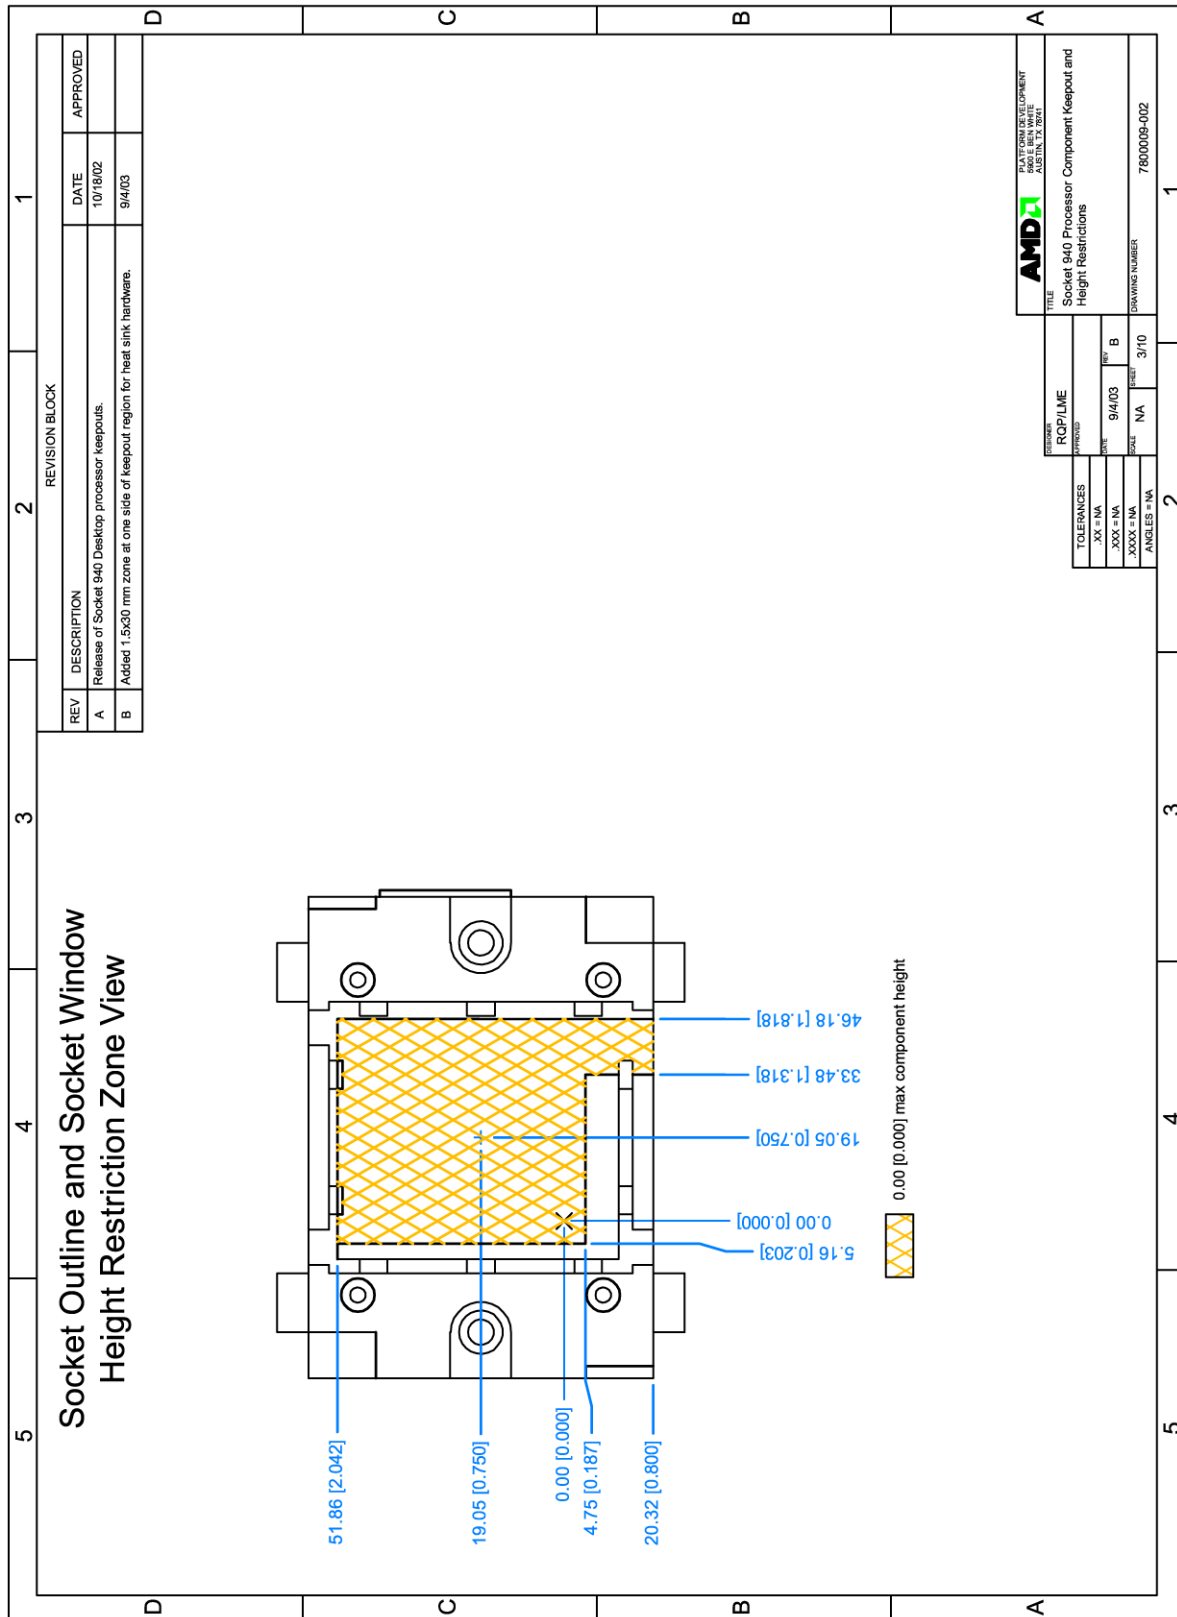 5
4
3
2
1
D
C
B
A
Socket Outline and Socket Window
Height Restriction Zone View
REVISION BLOCK
REV DESCRIPTION DATE APPROVED
A Release of Socket 940 Desktop processor keepouts. 10/18/02
B Added 1.5x30 mm zone at one side of keepout region for heat sink hardware. 9/4/03
51.86 [2.042]
19.05 [0.750]
0.00 [0.000]
4.75 [0.187]
20.32 [0.800]
5.16 [0.203]
0.00 [0.000]
19.05 [0.750]
33.48 [1.318]
46.18 [1.818]
0.00 [0.000] max component height
AMD
PLATFORM DEVELOPMENT
5900 E BEN WHITE
AUSTIN, TX 78741
TOLERANCES
.XX = NA
.XXX = NA
.XXXX = NA
ANGLES = NA
DESIGNER
RQP/LME
APPROVED
DATE
9/4/03
REV
B
SCALE
NA
SHEET
3/10
TITLE
Socket 940 Processor Component Keepout and
Height Restrictions
DRAWING NUMBER
7800009-002
D
C
B
A
5
4
3
2
1